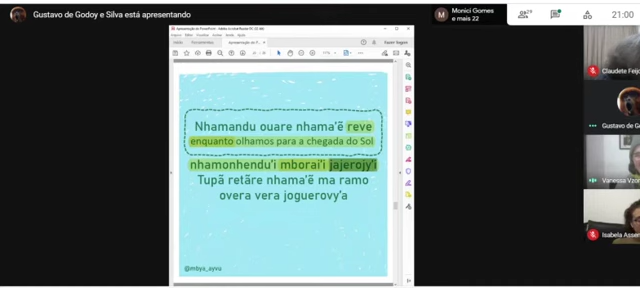 Gustavo de Godoy e Silva está apresentando
Monici Gomes
e mais 22
21:00
Nhamandu ouare nhama'ẽ reve
enquanto olhamos para a chegada do Sol
nhamonhendu'i mborai'i jajerojy'i
Tupã retãre nhama'ẽ ma ramo
overa vera joguerovy'a
@mbya_ayvu
Claudete Feijo
Gustavo de G
Vanessa Vzor
Isabela Asser